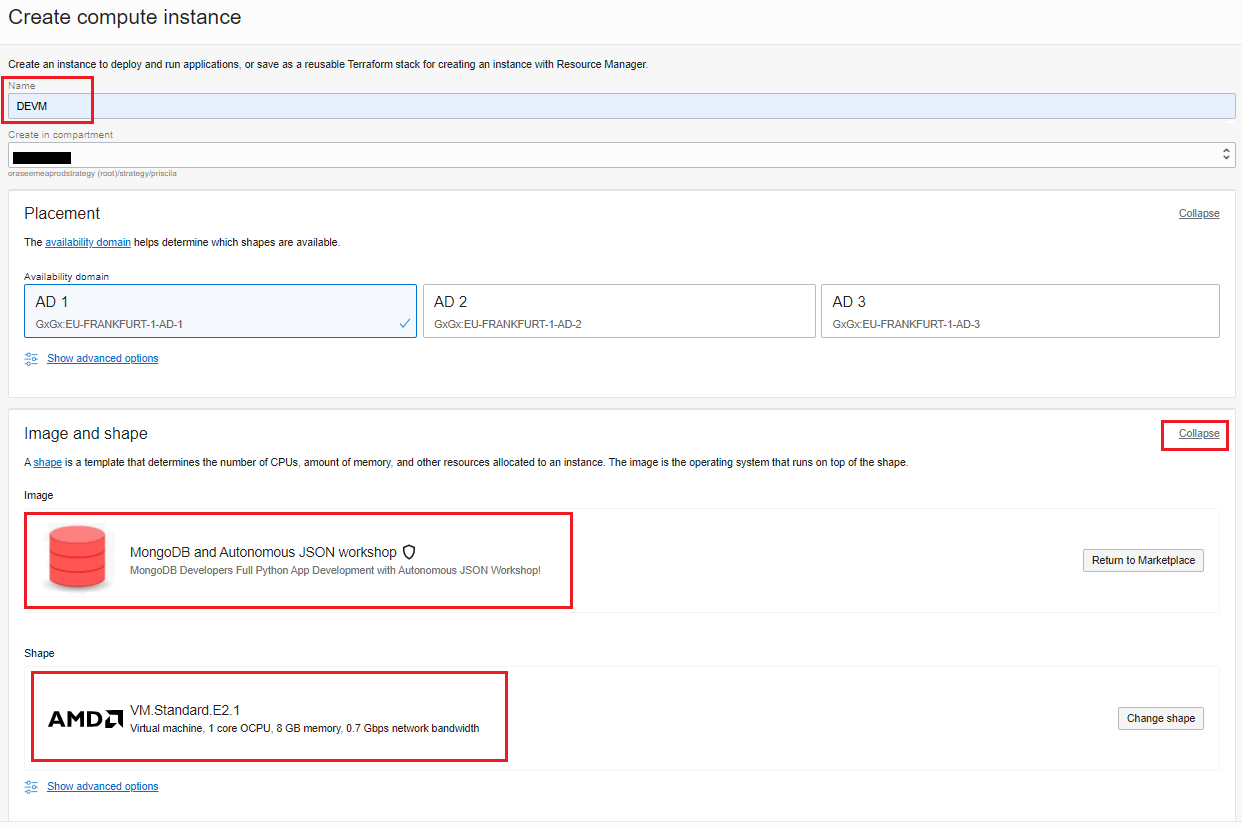 Create compute instance
Create an instance to deploy and run applications, or save as a reusable Terraform stack for creating an instance with Resource Manager.
Name
DEVM
Create in compartment
oraseemeaprodstrategy (root)/strategy/priscila
Placement
Collapse
The availability domain helps determine which shapes are available.
Availability domain
AD 1
GxGx:EU-FRANKFURT-1-AD-1
AD 2
GxGx:EU-FRANKFURT-1-AD-2
AD 3
GxGx:EU-FRANKFURT-1-AD-3
Show advanced options
Image and shape
Collapse
A shape is a template that determines the number of CPUs, amount of memory, and other resources allocated to an instance. The image is the operating system that runs on top of the shape.
Image
MongoDB and Autonomous JSON workshop
MongoDB Developers Full Python App Development with Autonomous JSON Workshop!
Return to Marketplace
Shape
AMD
VM.Standard.E2.1
Virtual machine, 1 core OCPU, 8 GB memory, 0.7 Gbps network bandwidth
Change shape
Show advanced options